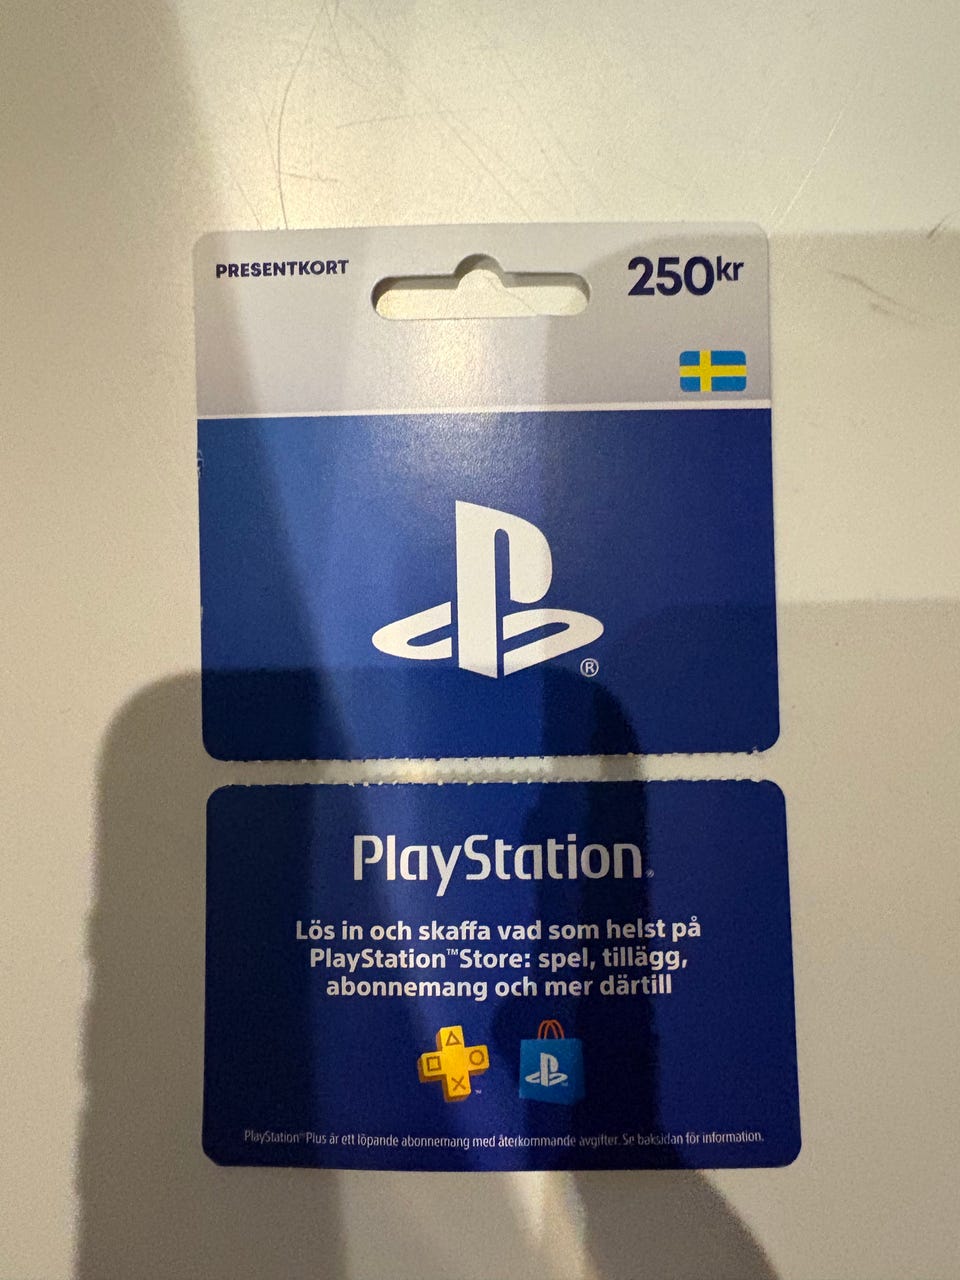 PRESENTKORT
250kr
®
PlayStation®
Lös in och skaffa vad som helst på
PlayStation™Store: spel, tillägg,
abonnemang och mer därtill
PlayStation®Plus är ett löpande abonnemang med återkommande avgifter. Se baksidan för information.